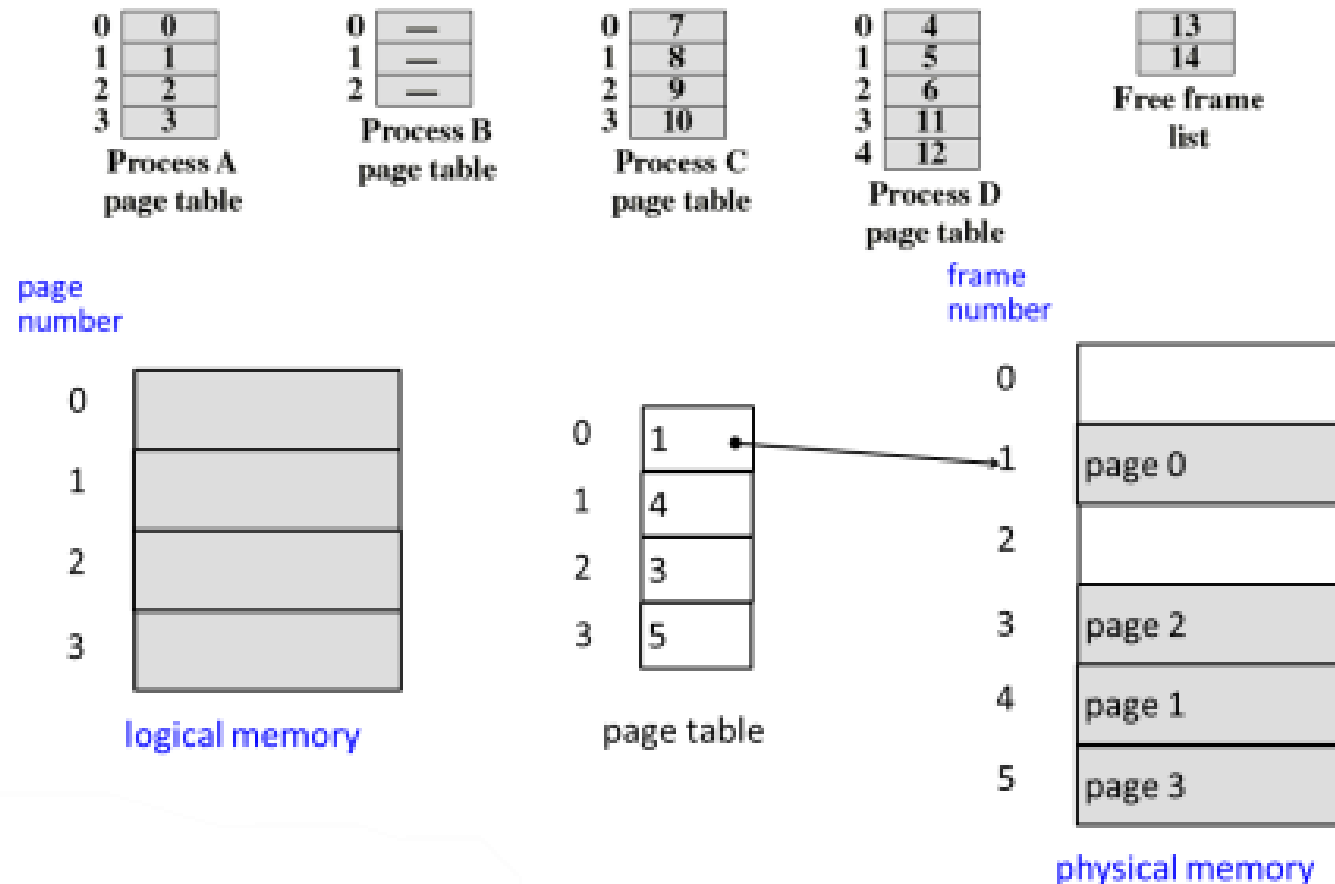 0 0
1 1
2 2
3 3
Process A
page table
0 —
1 —
2 —
Process B
page table
0 7
1 8
2 9
3 10
Process C
page table
0 4
1 5
2 6
3 11
4 12
Process D
page table
13
14
Free frame
list
page
number
0
1
2
3
logical memory
0 1
1 4
2 3
3 5
page table
frame
number
0
1 page 0
2
3 page 2
4 page 1
5 page 3
physical memory